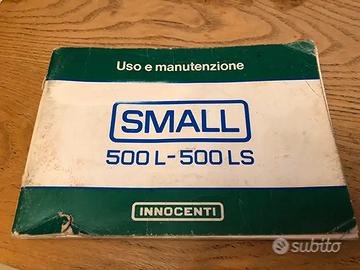 Uso e manutenzione
SMALL
500 L-500 LS
INNOCENTI
subito